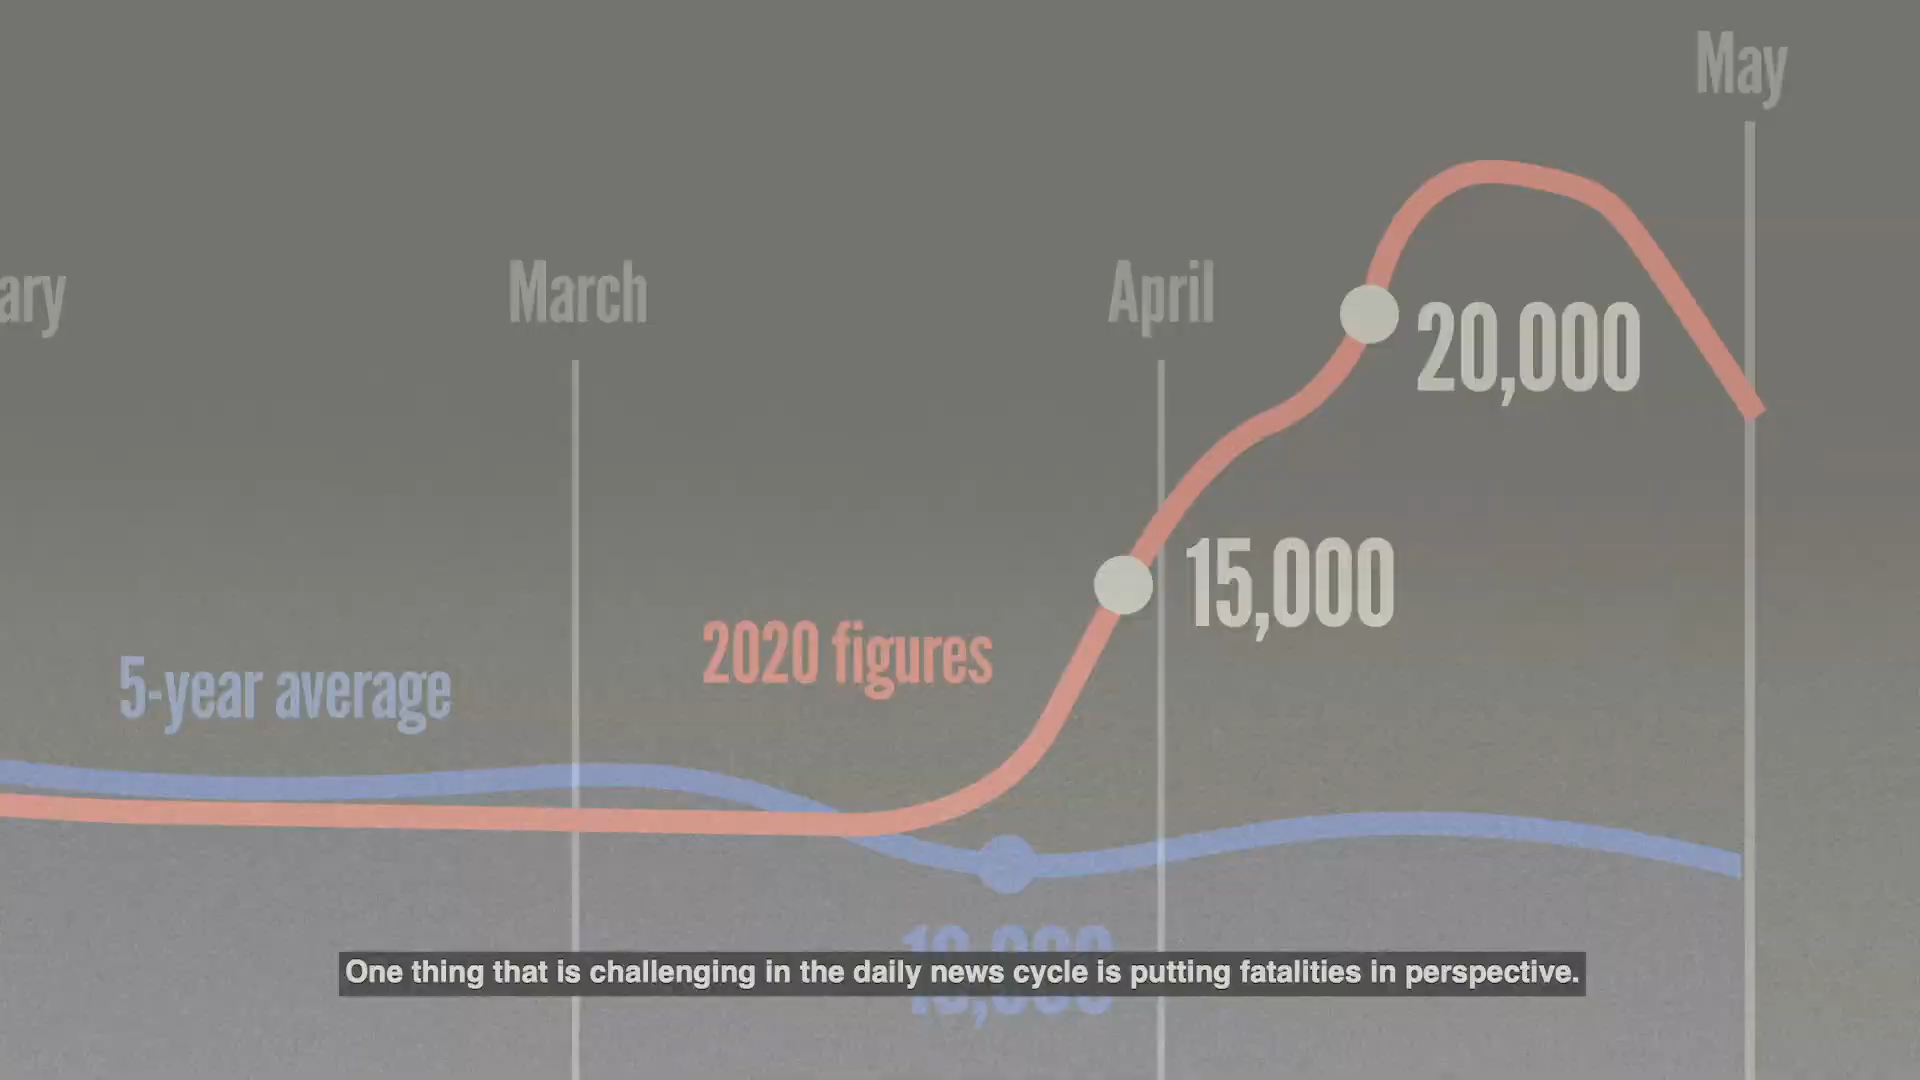 May
ary
March
April
20,000
15,000
2020 figures
5-year average
One thing that is challenging in the daily news cycle is putting fatalities in perspective.